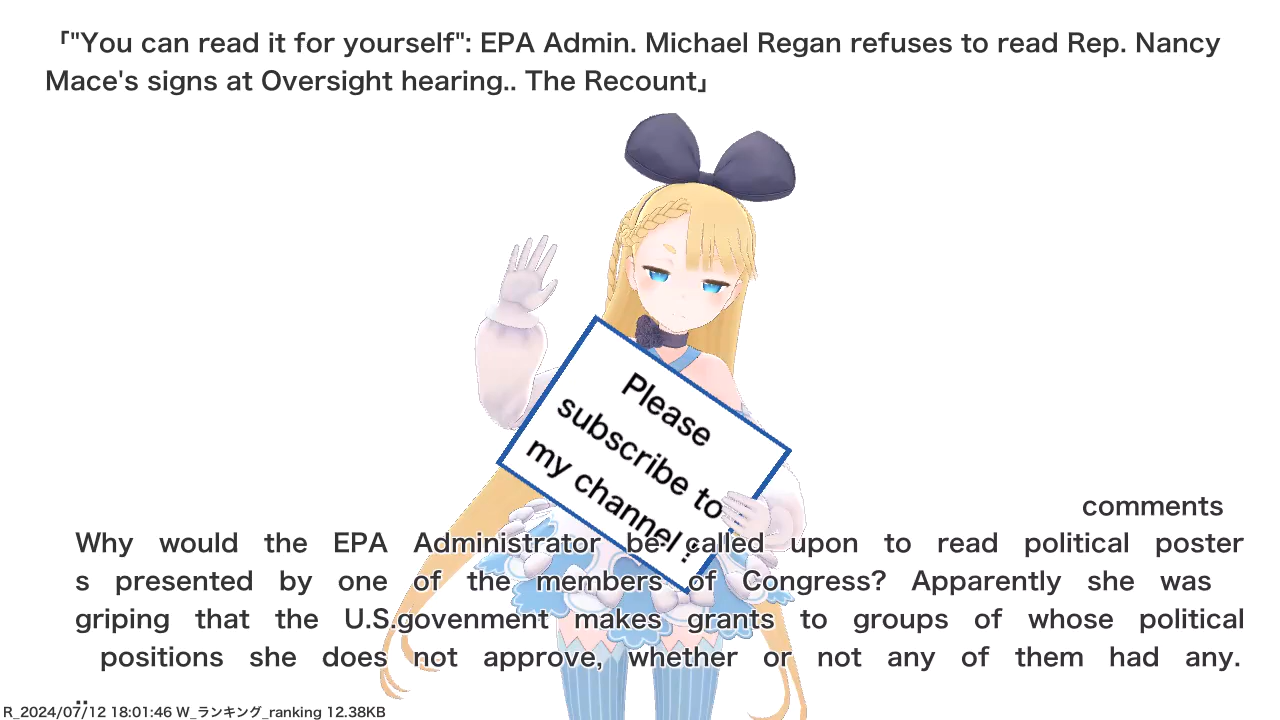 「"You can read it for yourself": EPA Admin. Michael Regan refuses to read Rep. Nancy
Mace's signs at Oversight hearing.. The Recount」
Please
subscribe to
my channel?
comments
Why would the EPA Administrator be called upon to read political poster
s presented by one of the members of Congress? Apparently she was
griping that the U.S.govenment makes grants to groups of whose political
positions she does not approve, whether or not any of them had any.
..
R_2024/07/12 18:01:46 W_ランキング_ranking 12.38KB